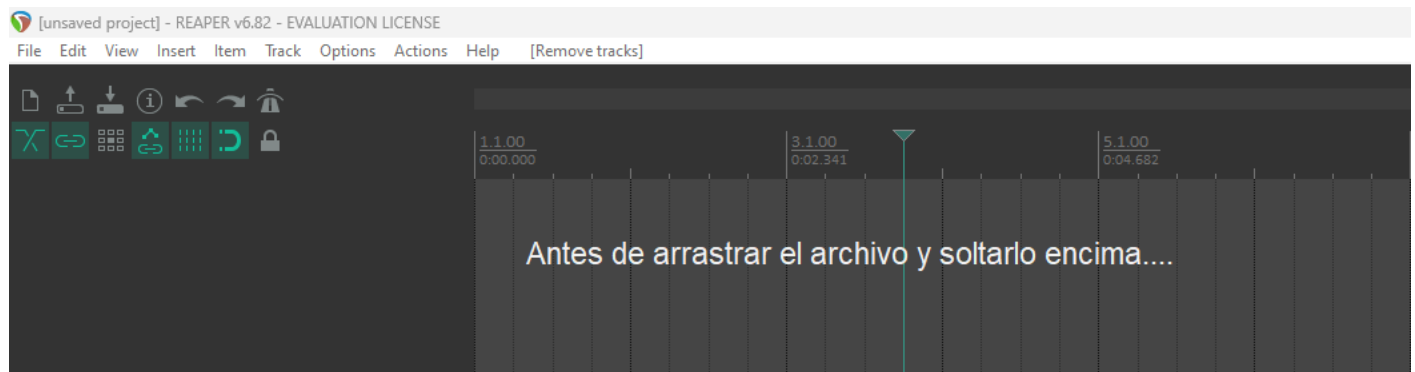 [unsaved project] - REAPER v6.82 - EVALUATION LICENSE
File Edit View Insert Item Track Options Actions Help [Remove tracks]
1.1.00 3.1.00 5.1.00
0:00.000 0:02.341 0:04.682
Antes de arrastrar el archivo y soltarlo encima....